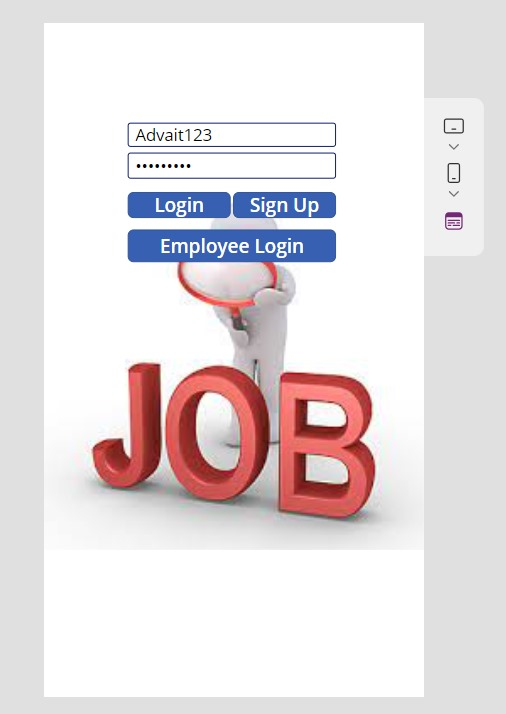 Advait123
•••••••••
Login Sign Up
Employee Login
JOB